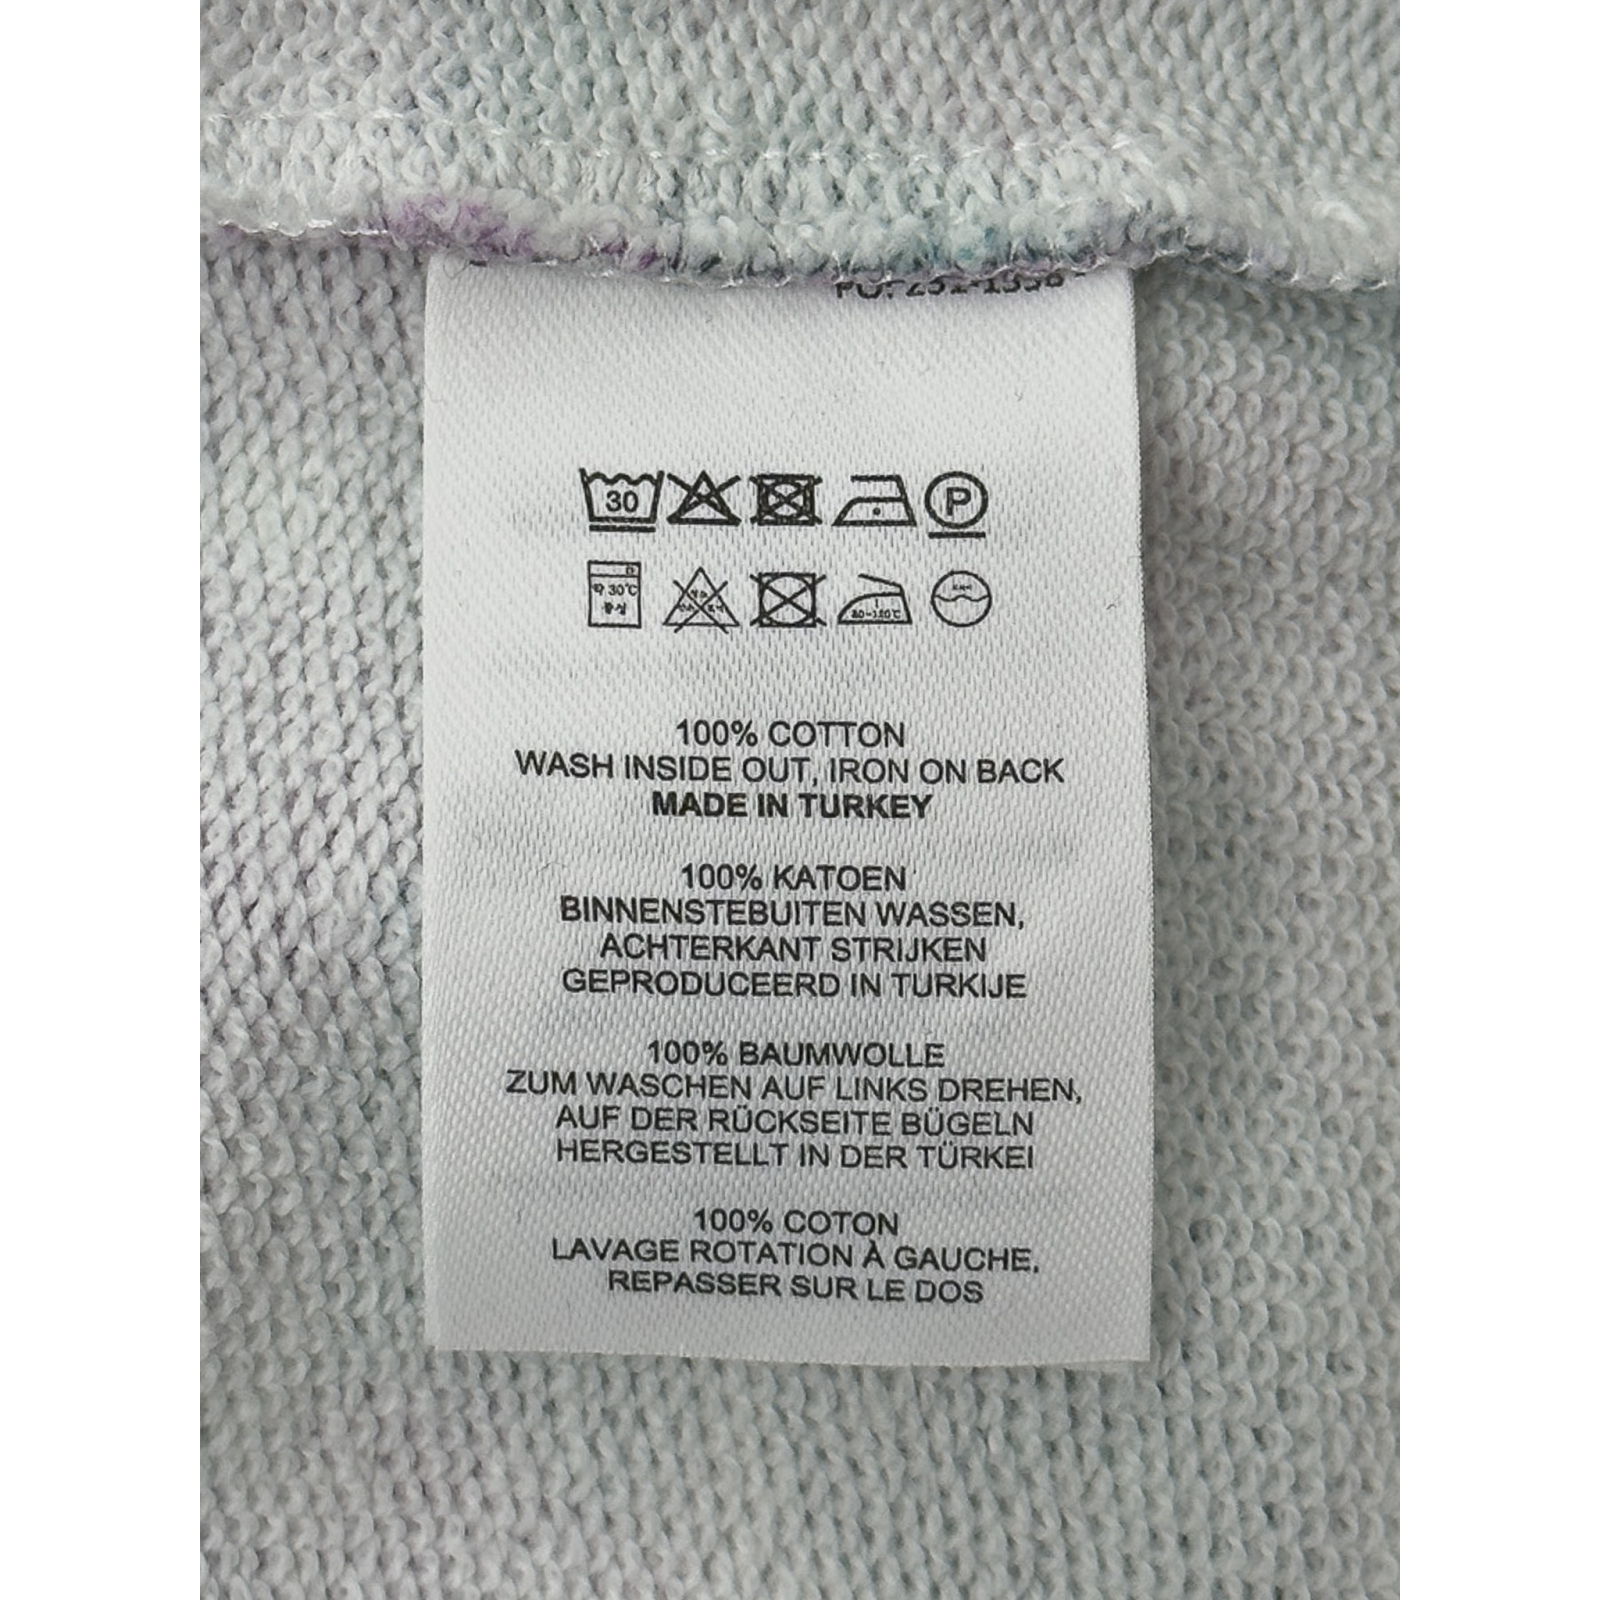 30 P
30℃
100% COTTON
WASH INSIDE OUT, IRON ON BACK
MADE IN TURKEY
100% KATOEN
BINNENSTEBUITEN WASSEN,
ACHTERKANT STRIJKEN
GEPRODUCEERD IN TURKIJE
100% BAUMWOLLE
ZUM WASCHEN AUF LINKS DREHEN,
AUF DER RÜCKSEITE BÜGELN
HERGESTELLT IN DER TÜRKEI
100% COTON
LAVAGE ROTATION À GAUCHE,
REPASSER SUR LE DOS